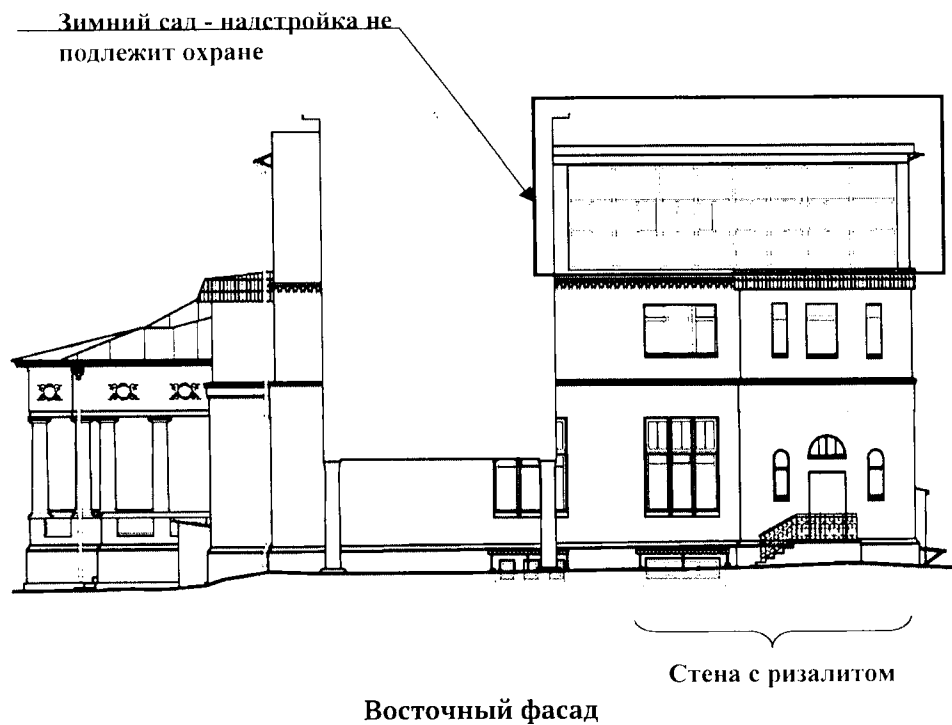 Зимний сад - надстройка не
подлежит охране
Стена с ризалитом
Восточный фасад